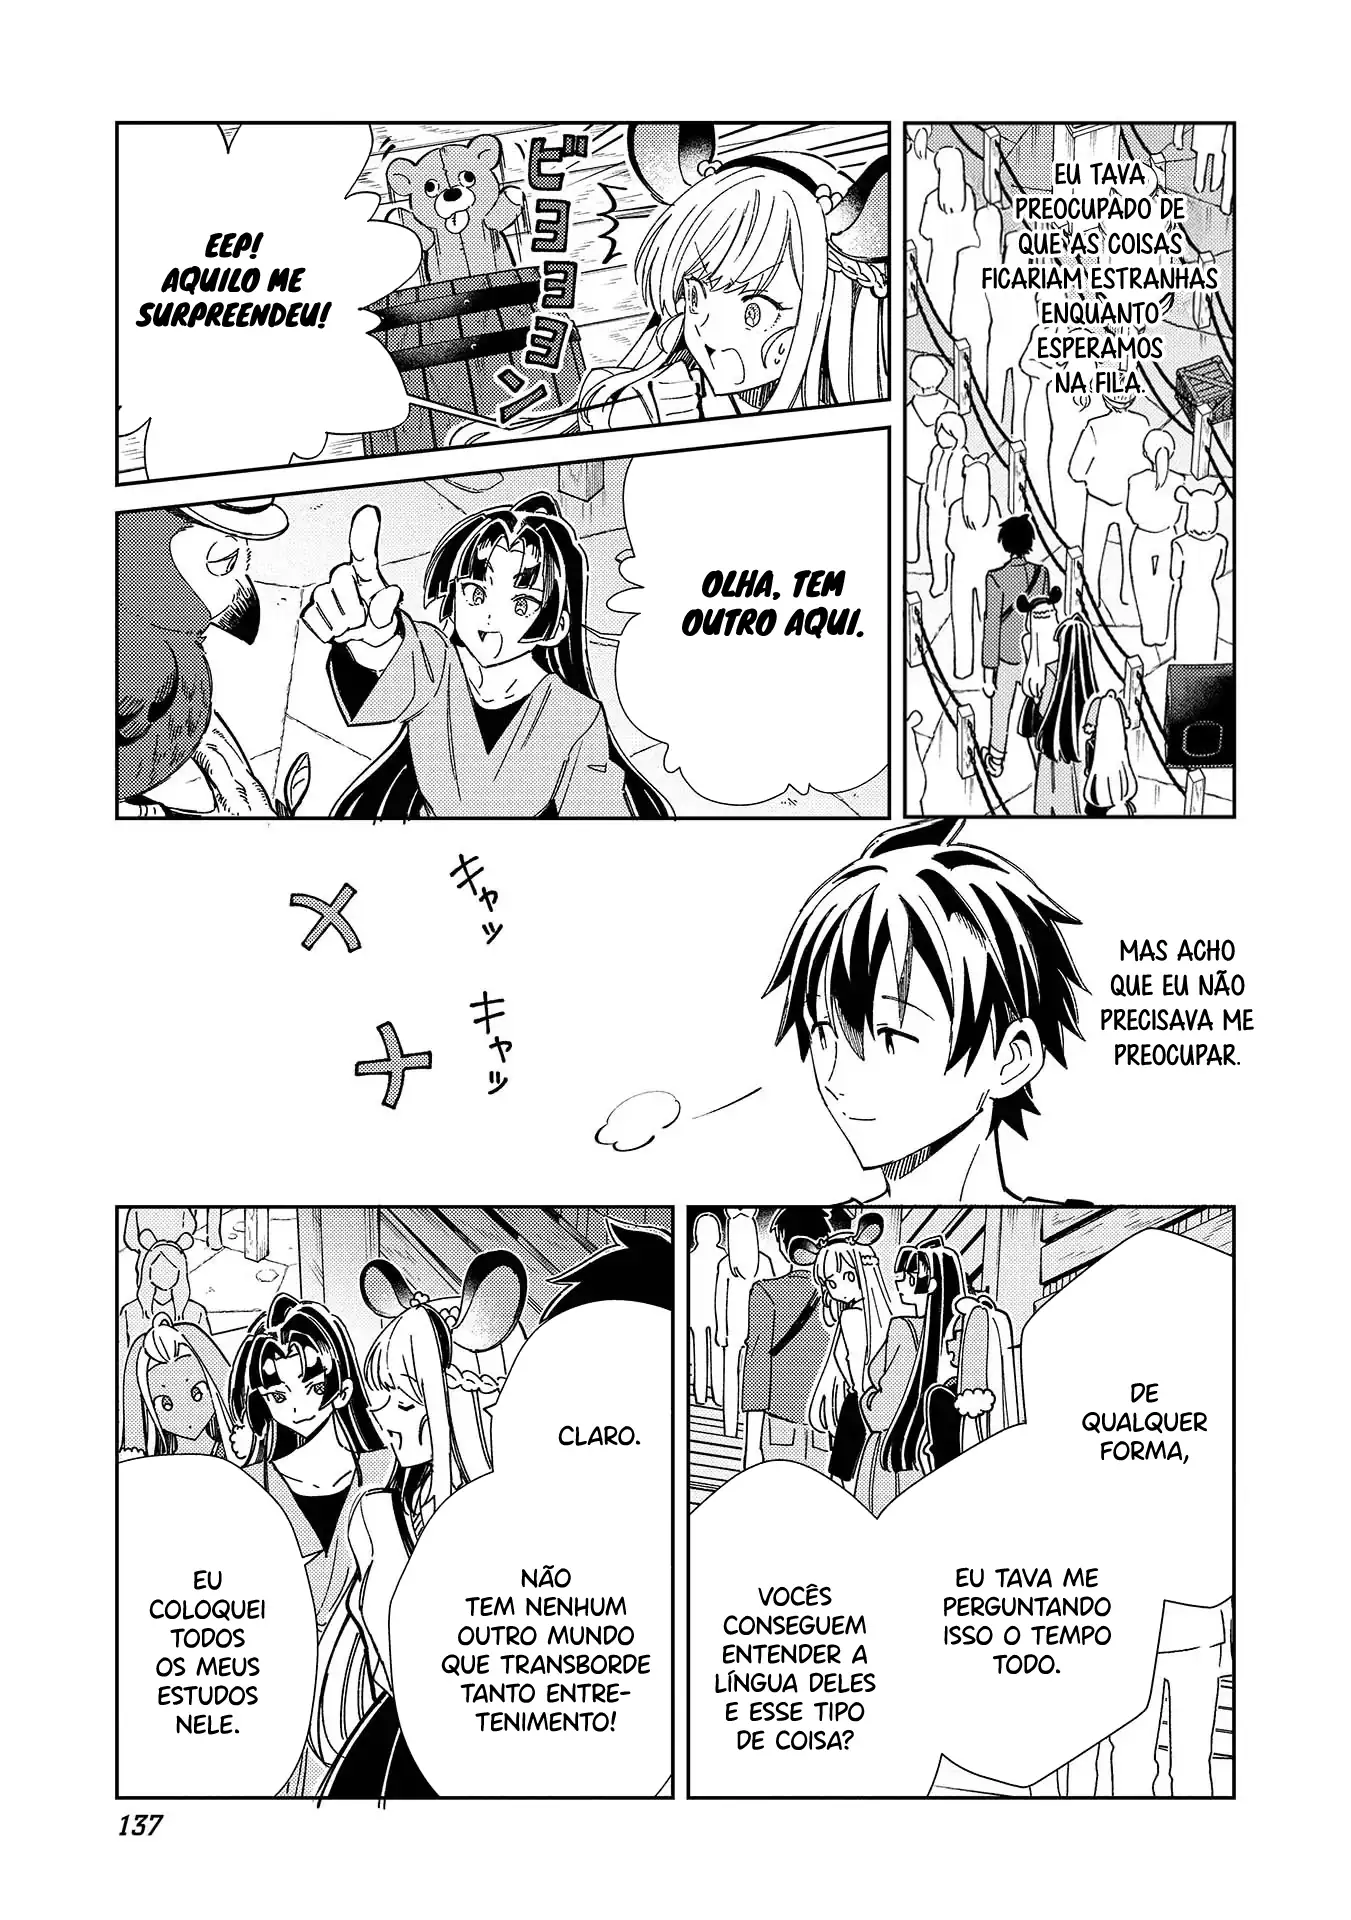 EU TAVA
PREOCUPADO DE
QUE AS COISAS
FICARIAM ESTRANHAS
ENQUANTO
ESPERAMOS
NA FILA.
ビヨヨヨヨン
EEP!
AQUILO ME
SURPREENDEU!
OLHA, TEM
OUTRO AQUI.
キャッ
キャッ
MAS ACHO
QUE EU NÃO
PRECISAVA ME
PREOCUPAR.
DE
QUALQUER
FORMA,
EU TAVA ME
PERGUNTANDO
ISSO O TEMPO
TODO.
VOCÊS
CONSEGUEM
ENTENDER A
LÍNGUA DELES
E ESSE TIPO
DE COISA?
CLARO.
NÃO
TEM NENHUM
OUTRO MUNDO
QUE TRANSBORDE
TANTO ENTRE-
TENIMENTO!
EU
COLOQUEI
TODOS
OS MEUS
ESTUDOS
NELE.
137